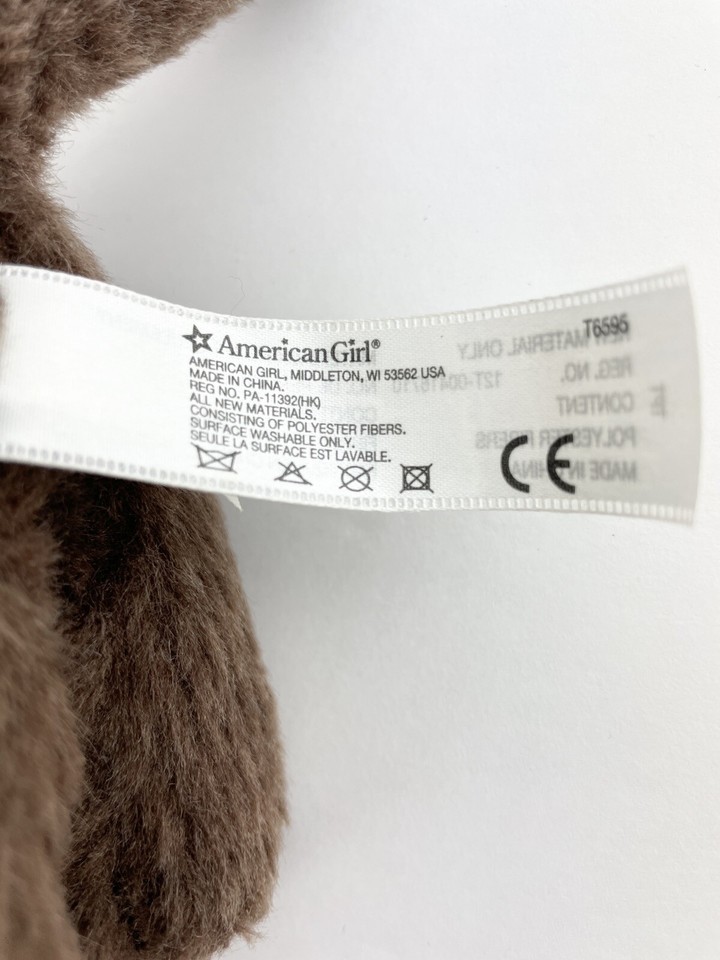 American Girl®
AMERICAN GIRL, MIDDLETON, WI 53562 USA
MADE IN CHINA.
REG NO. PA-11392(HK)
ALL NEW MATERIALS.
CONSISTING OF POLYESTER FIBERS.
SURFACE WASHABLE ONLY.
SEULE LA SURFACE EST LAVABLE.
T6595
CE